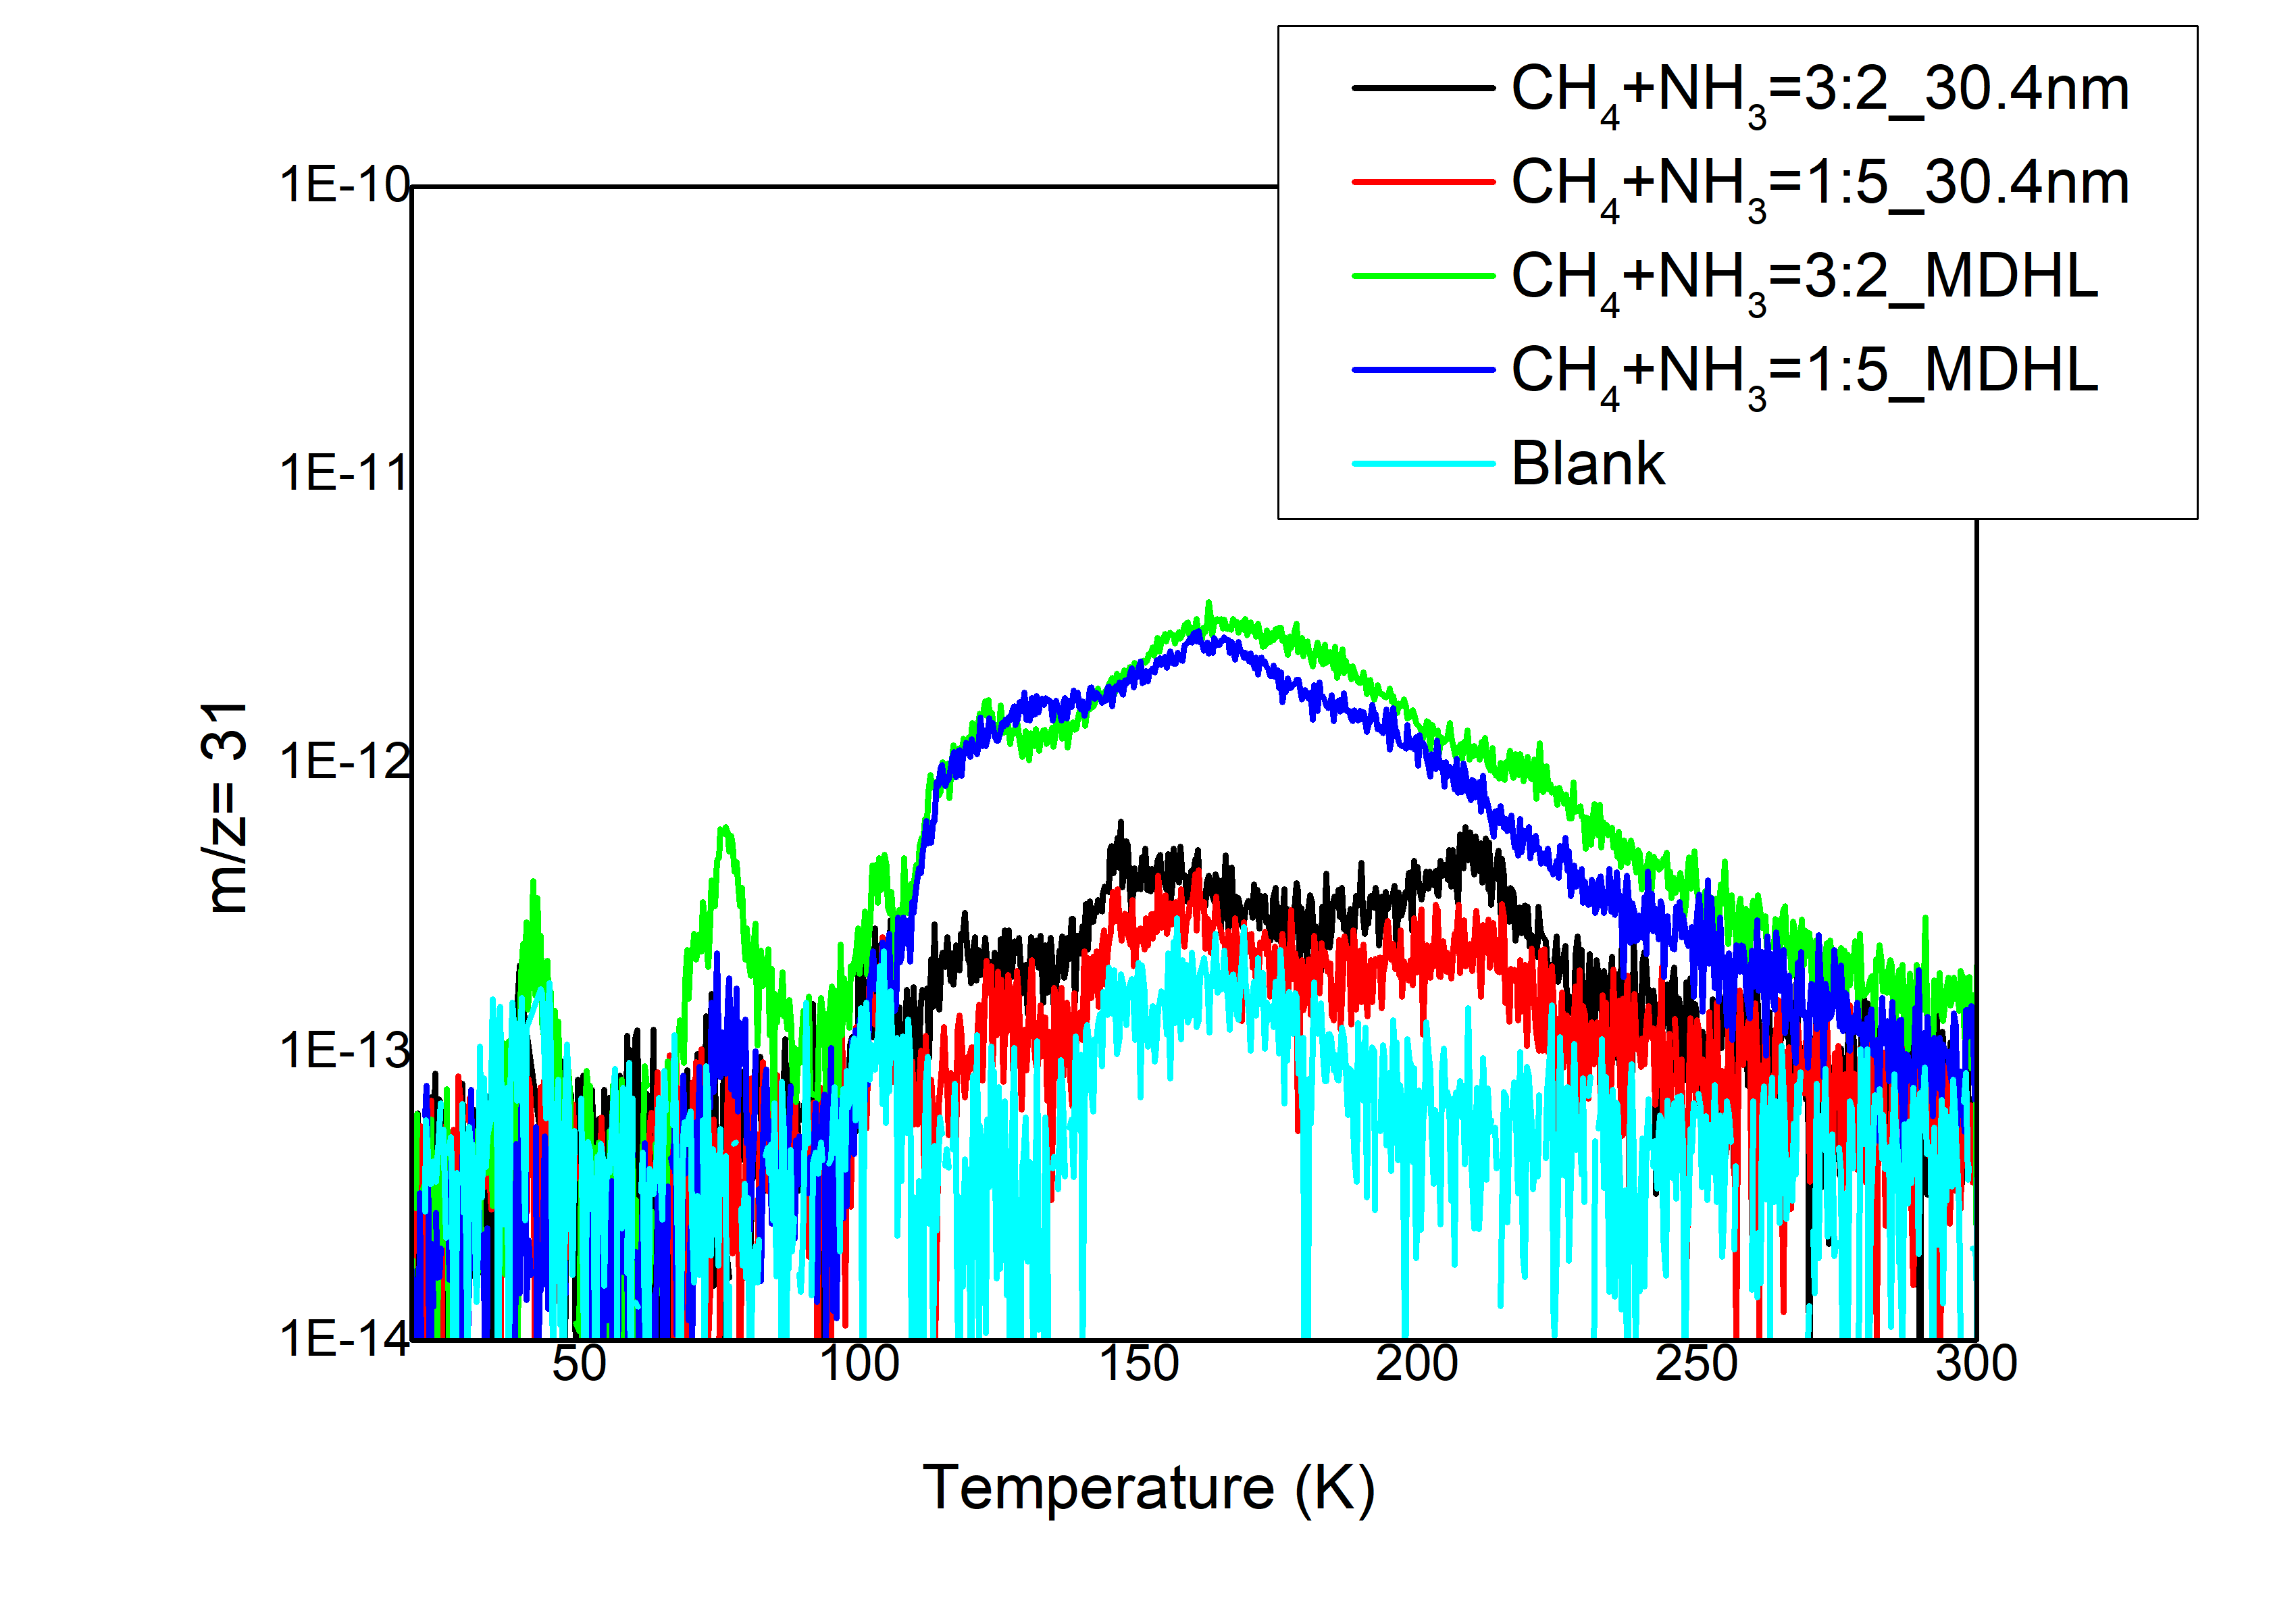 CH₄+NH₃=3:2_30.4nm
CH₄+NH₃=1:5_30.4nm
CH₄+NH₃=3:2_MDHL
CH₄+NH₃=1:5_MDHL
Blank
1E-10
1E-11
1E-12
1E-13
1E-14
m/z= 31
50 100 150 200 250 300
Temperature (K)